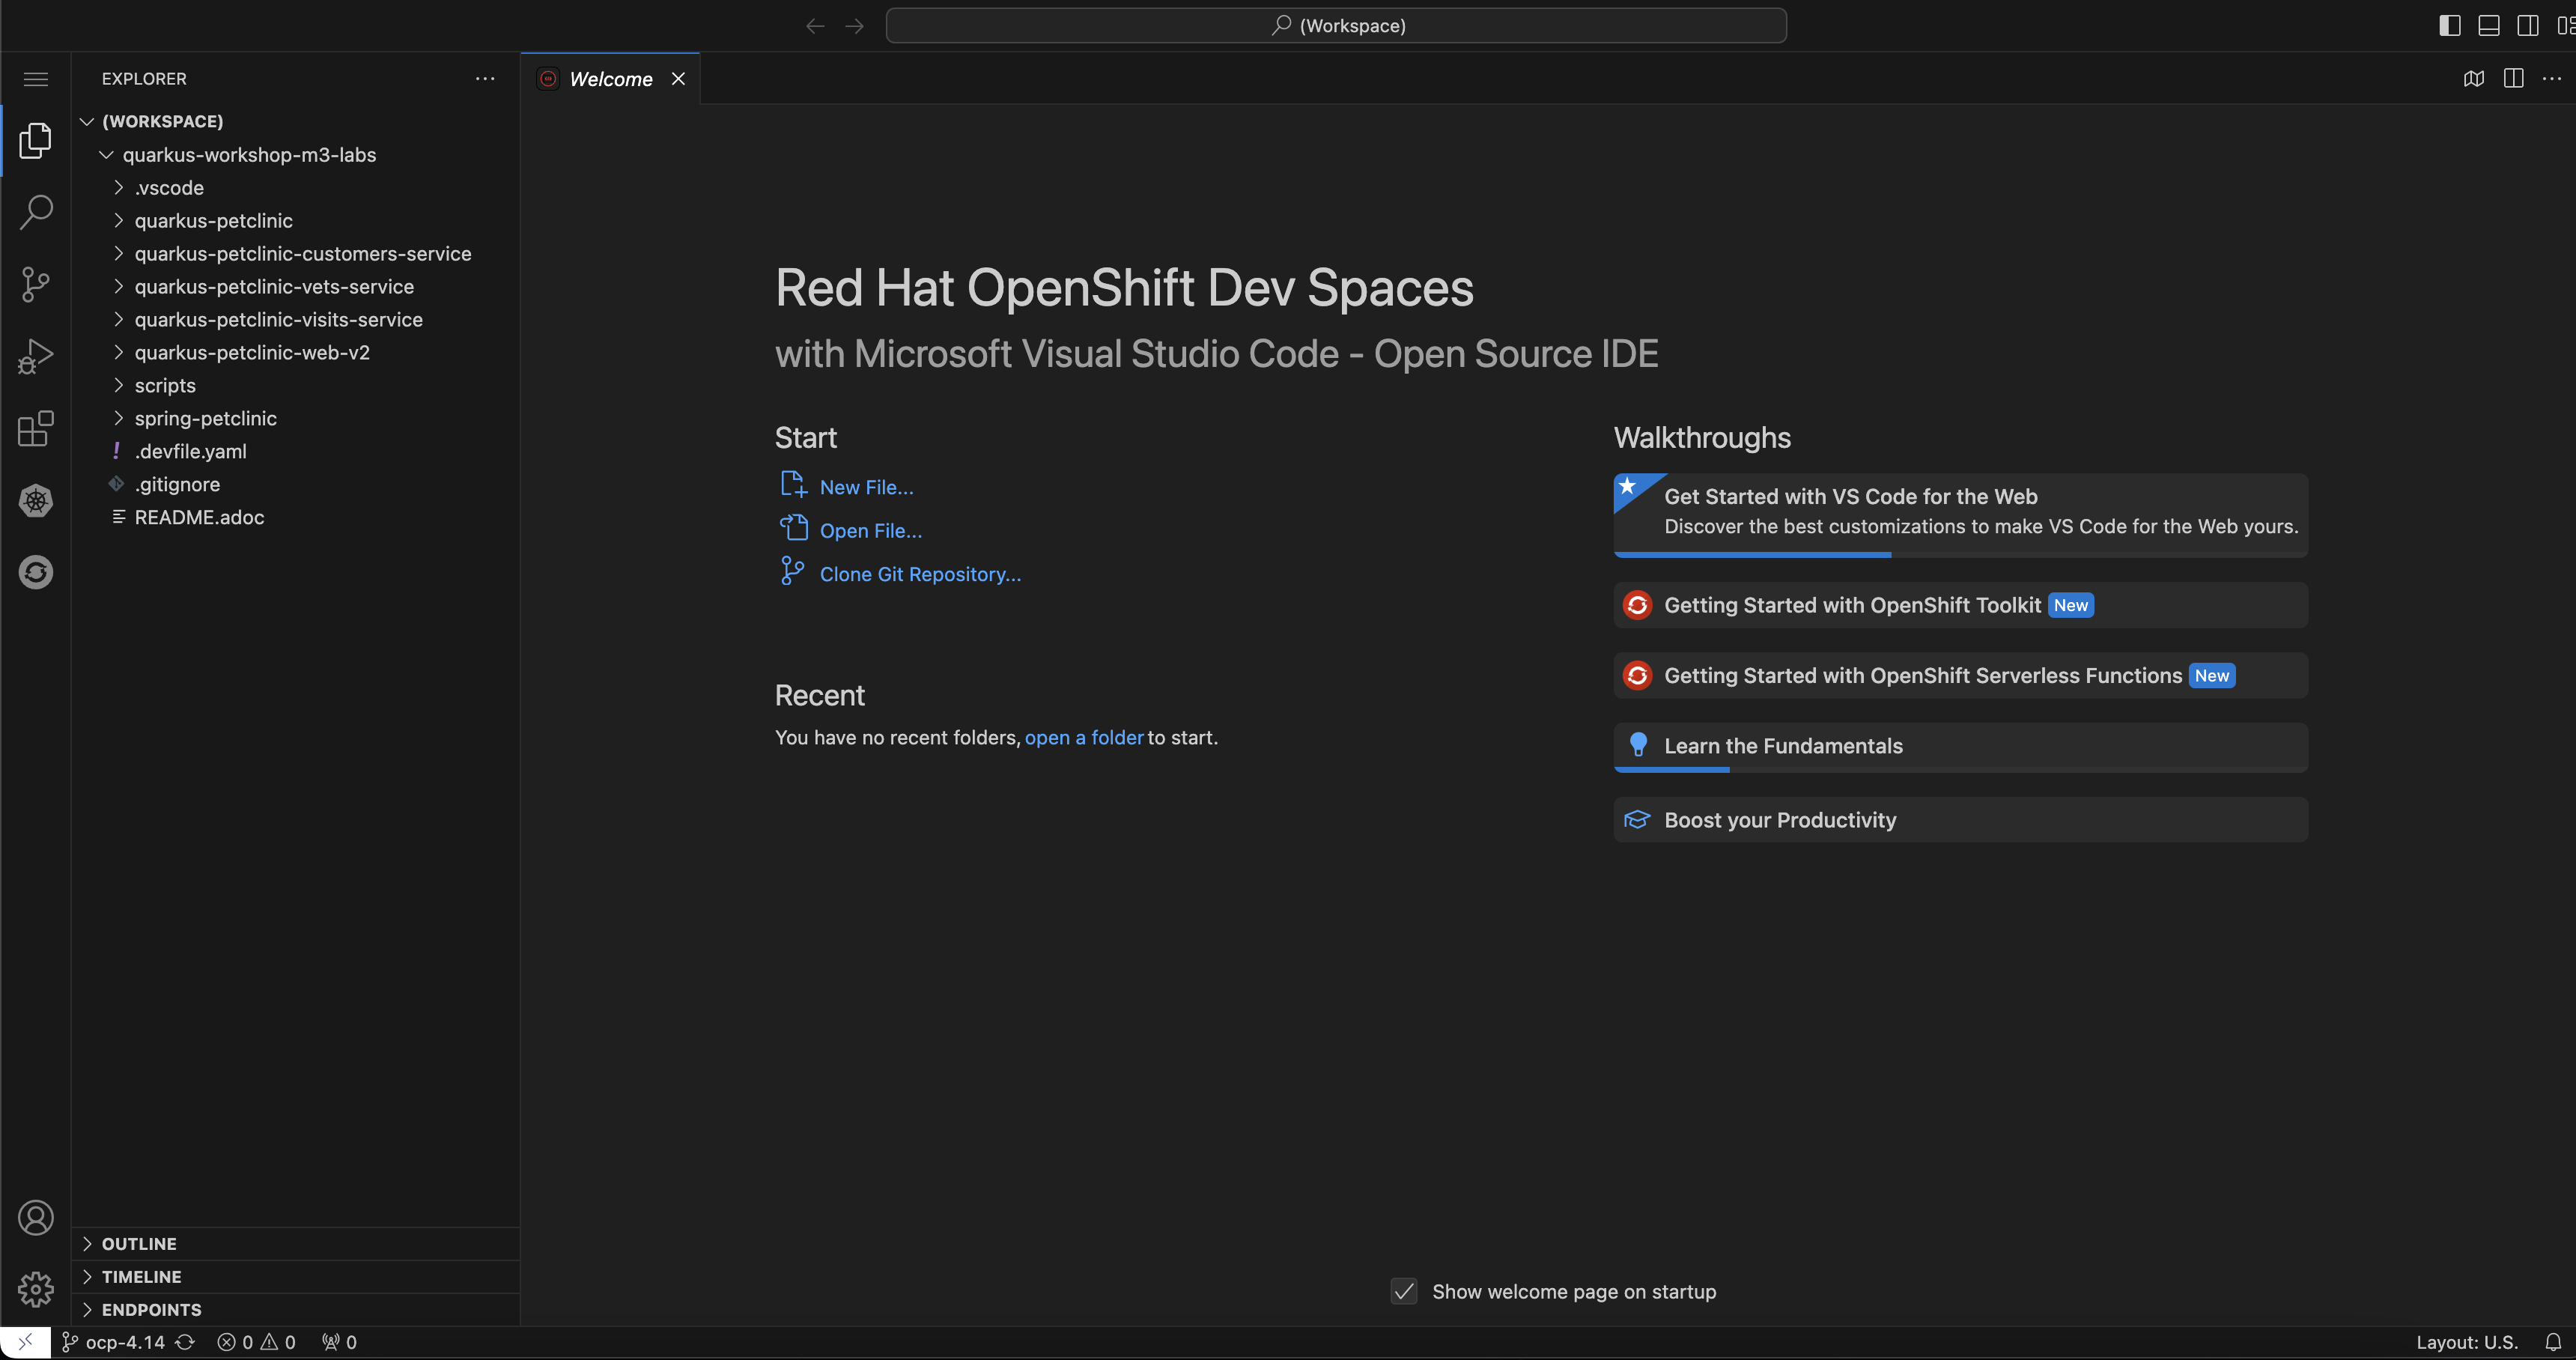 (Workspace)
EXPLORER
Welcome
(WORKSPACE)
quarkus-workshop-m3-labs
.vscode
quarkus-petclinic
quarkus-petclinic-customers-service
quarkus-petclinic-vets-service
quarkus-petclinic-visits-service
quarkus-petclinic-web-v2
scripts
spring-petclinic
.devfile.yaml
.gitignore
README.adoc
OUTLINE
TIMELINE
ENDPOINTS
Red Hat OpenShift Dev Spaces
with Microsoft Visual Studio Code - Open Source IDE
Start
New File...
Open File...
Clone Git Repository...
Recent
You have no recent folders, open a folder to start.
Walkthroughs
Get Started with VS Code for the Web
Discover the best customizations to make VS Code for the Web yours.
Getting Started with OpenShift Toolkit New
Getting Started with OpenShift Serverless Functions New
Learn the Fundamentals
Boost your Productivity
Show welcome page on startup
ocp-4.14 0 0 0
Layout: U.S.